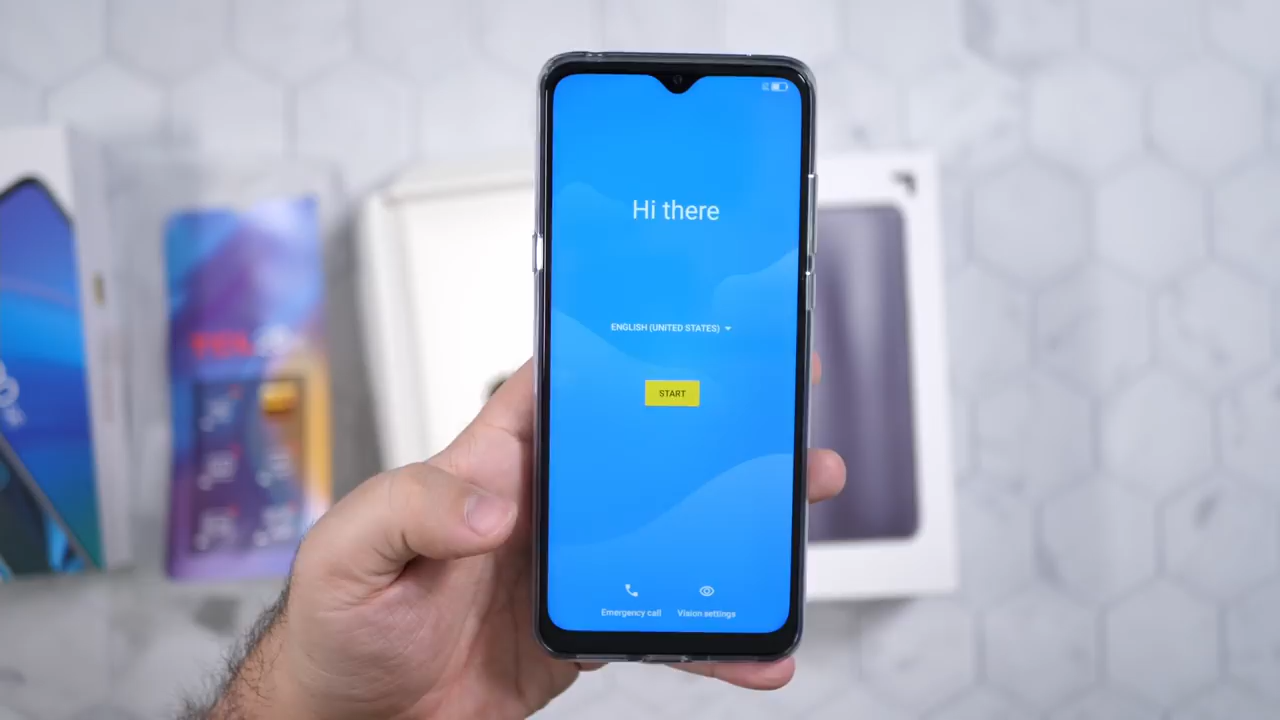 Hi there
ENGLISH (UNITED STATES)
START
Emergency call
Vision settings